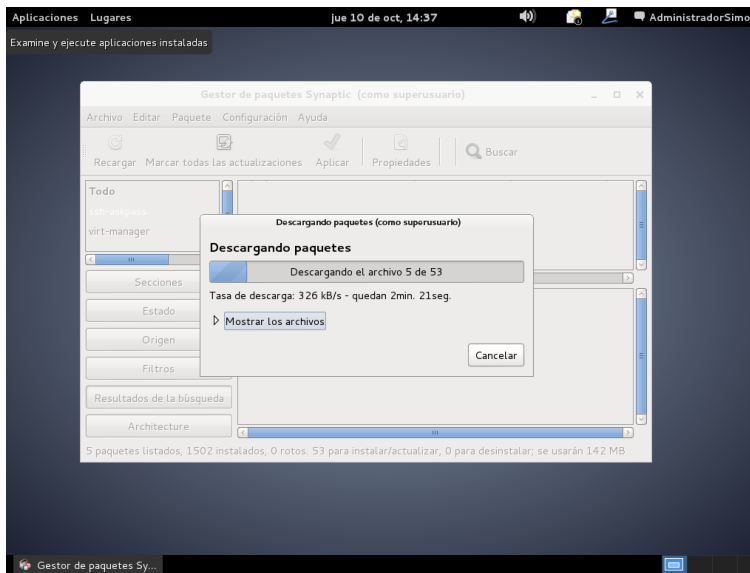 Aplicaciones Lugares jue 10 de oct, 14:37 AdministradorSimo
Examine y ejecute aplicaciones instaladas
Gestor de paquetes Synaptic (como superusuario)
Archivo Editar Paquete Configuración Ayuda
Recargar Marcar todas las actualizaciones Aplicar Propiedades Buscar
Todo
ssh-askpass
virt-manager
Descargando paquetes (como superusuario)
Descargando paquetes
Descargando el archivo 5 de 53
Tasa de descarga: 326 kB/s - quedan 2min. 21seg.
Mostrar los archivos
Cancelar
Secciones
Estado
Origen
Filtros
Resultados de la búsqueda
Architecture
5 paquetes listados, 1502 instalados, 0 rotos. 53 para instalar/actualizar, 0 para desinstalar; se usarán 142 MB
Gestor de paquetes Sy...